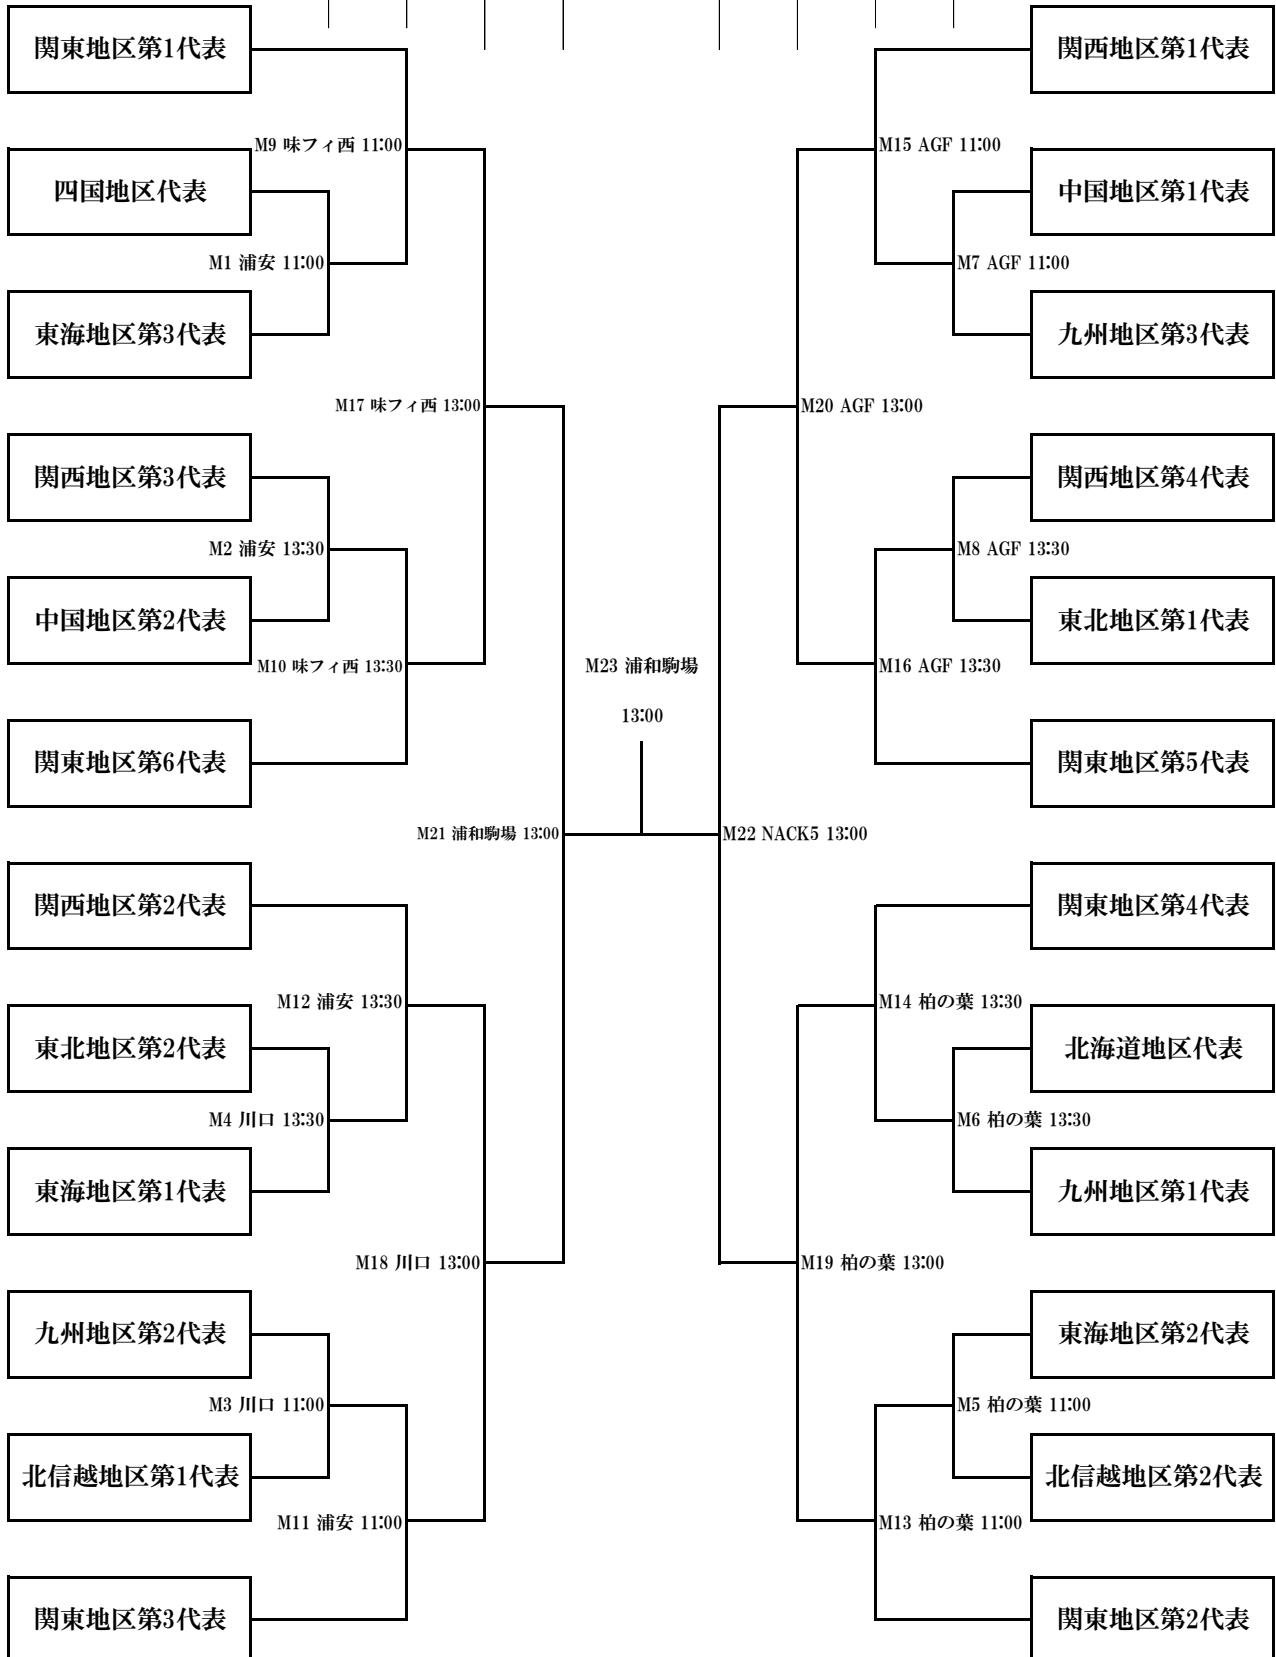 関東地区第1代表
関西地区第1代表
M9 味フィ西 11:00
M15 AGF 11:00
四国地区代表
中国地区第1代表
M1 浦安 11:00
M7 AGF 11:00
東海地区第3代表
九州地区第3代表
M17 味フィ西 13:00
M20 AGF 13:00
関西地区第3代表
関西地区第4代表
M2 浦安 13:30
M8 AGF 13:30
中国地区第2代表
東北地区第1代表
M10 味フィ西 13:30
M23 浦和駒場
13:00
M16 AGF 13:30
関東地区第6代表
関東地区第5代表
M21 浦和駒場 13:00
M22 NACK5 13:00
関西地区第2代表
関東地区第4代表
M12 浦安 13:30
M14 柏の葉 13:30
東北地区第2代表
北海道地区代表
M4 川口 13:30
M6 柏の葉 13:30
東海地区第1代表
九州地区第1代表
M18 川口 13:00
M19 柏の葉 13:00
九州地区第2代表
東海地区第2代表
M3 川口 11:00
M5 柏の葉 11:00
北信越地区第1代表
北信越地区第2代表
M11 浦安 11:00
M13 柏の葉 11:00
関東地区第3代表
関東地区第2代表